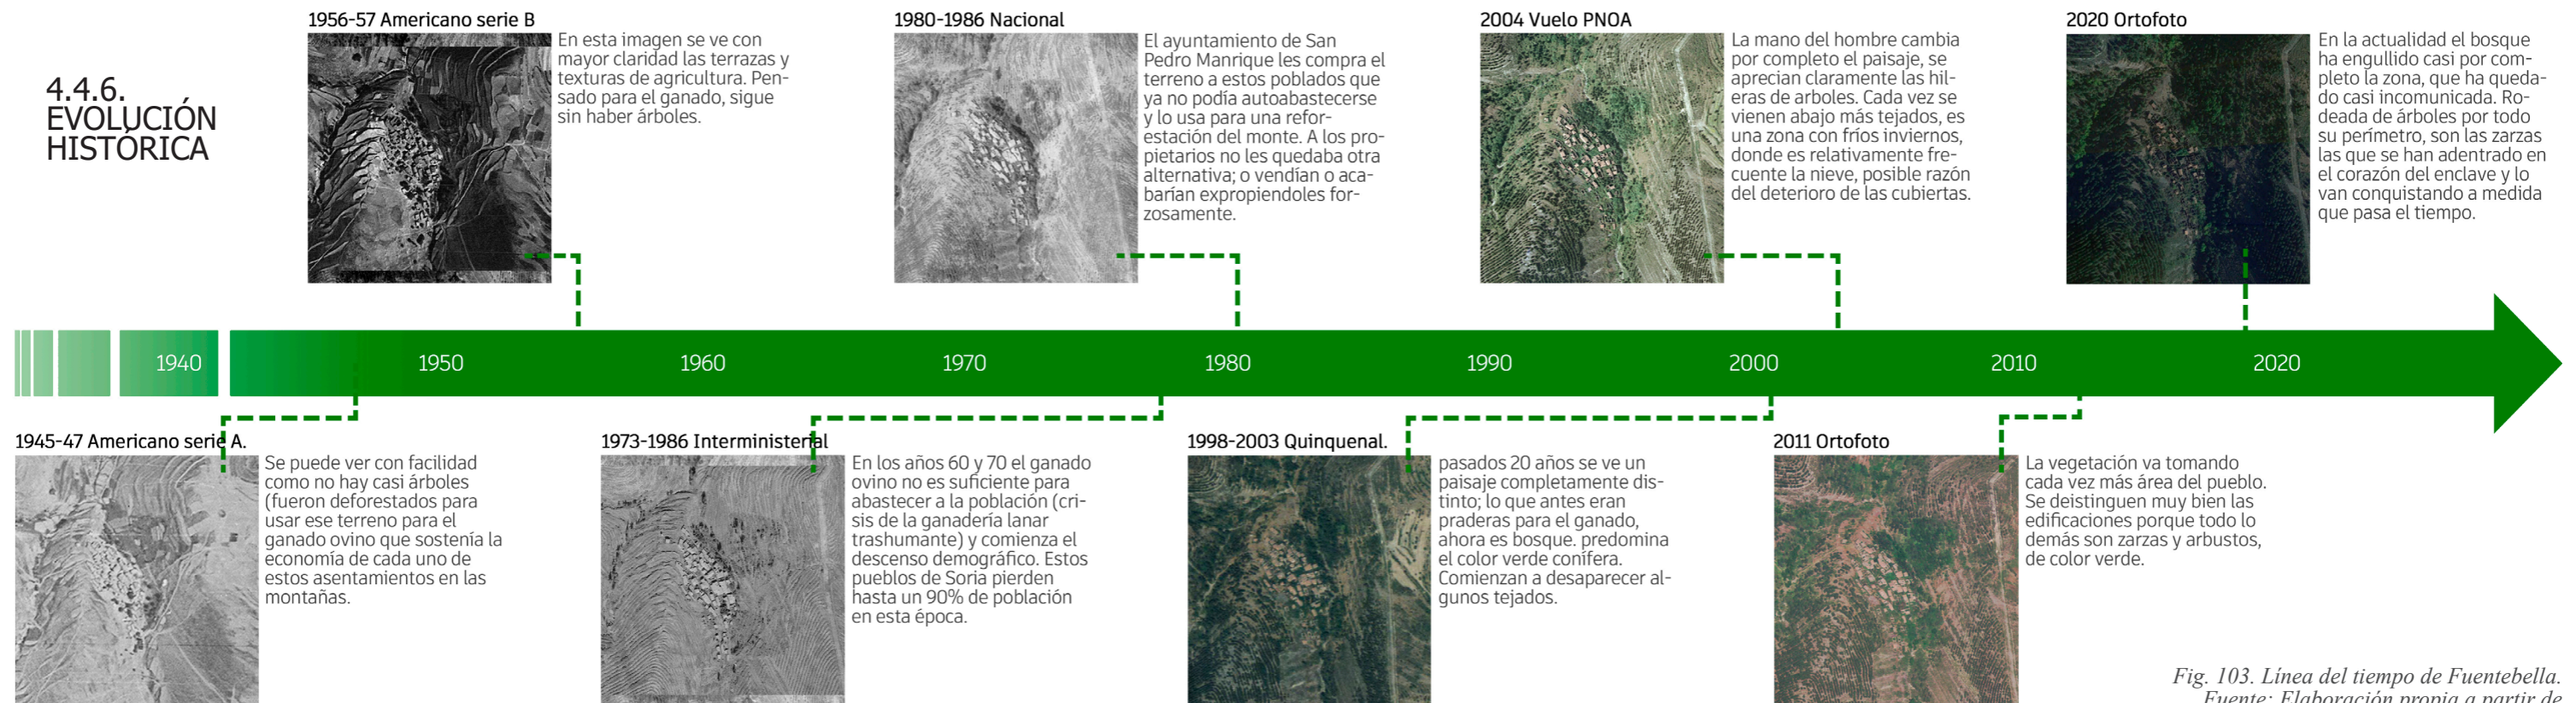 4.4.6.
EVOLUCIÓN
HISTÓRICA
1956-57 Americano serie B
En esta imagen se ve con
mayor claridad las terrazas y
texturas de agricultura. Pen-
sado para el ganado, sigue
sin haber árboles.
1980-1986 Nacional
El ayuntamiento de San
Pedro Manrique les compra el
terreno a estos poblados que
ya no podía autoabastecerse
y lo usa para una refor-
estación del monte. A los pro-
pietarios no les quedaba otra
alternativa; o vendían o aca-
barían expropiendoles for-
zosamente.
2004 Vuelo PNOA
La mano del hombre cambia
por completo el paisaje, se
aprecian claramente las hil-
eras de arboles. Cada vez se
vienen abajo más tejados, es
una zona con fríos inviernos,
donde es relativamente fre-
cuente la nieve, posible razón
del deterioro de las cubiertas.
2020 Ortofoto
En la actualidad el bosque
ha engullido casi por com-
pleto la zona, que ha queda-
do casi incomunicada. Ro-
deada de árboles por todo
su perímetro, son las zarzas
las que se han adentrado en
el corazón del enclave y lo
van conquistando a medida
que pasa el tiempo.
1940
1950
1960
1970
1980
1990
2000
2010
2020
1945-47 Americano serie A.
Se puede ver con facilidad
como no hay casi árboles
(fueron deforestados para
usar ese terreno para el
ganado ovino que sostenía la
economía de cada uno de
estos asentamientos en las
montañas.
1973-1986 Interministerial
En los años 60 y 70 el ganado
ovino no es suficiente para
abastecer a la población (cri-
sis de la ganadería lanar
trashumante) y comienza el
descenso demográfico. Estos
pueblos de Soria pierden
hasta un 90% de población
en esta época.
1998-2003 Quinquenal.
pasados 20 años se ve un
paisaje completamente dis-
tinto; lo que antes eran
praderas para el ganado,
ahora es bosque. predomina
el color verde conífera.
Comienzan a desaparecer al-
gunos tejados.
2011 Ortofoto
La vegetación va tomando
cada vez más área del pueblo.
Se deistinguen muy bien las
edificaciones porque todo lo
demás son zarzas y arbustos,
de color verde.
Fig. 103. Línea del tiempo de Fuentebella.
Fuente: Elaboración propia a partir de